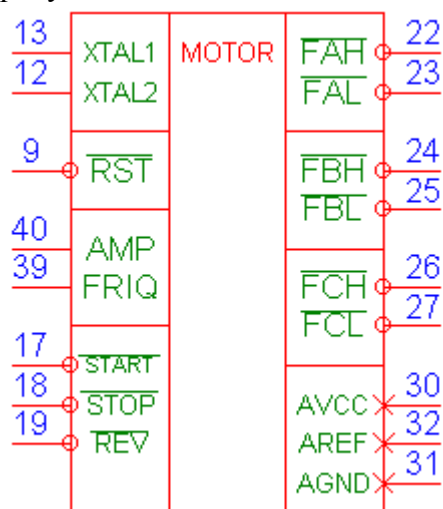 13 XTAL1 MOTOR FAH 22
12 XTAL2 FAL 23
9 RST FBH 24
FBL 25
40 AMP
39 FRIQ FCH 26
FCL 27
17 START
18 STOP AVCC 30
19 REV AREF 32
AGND 31